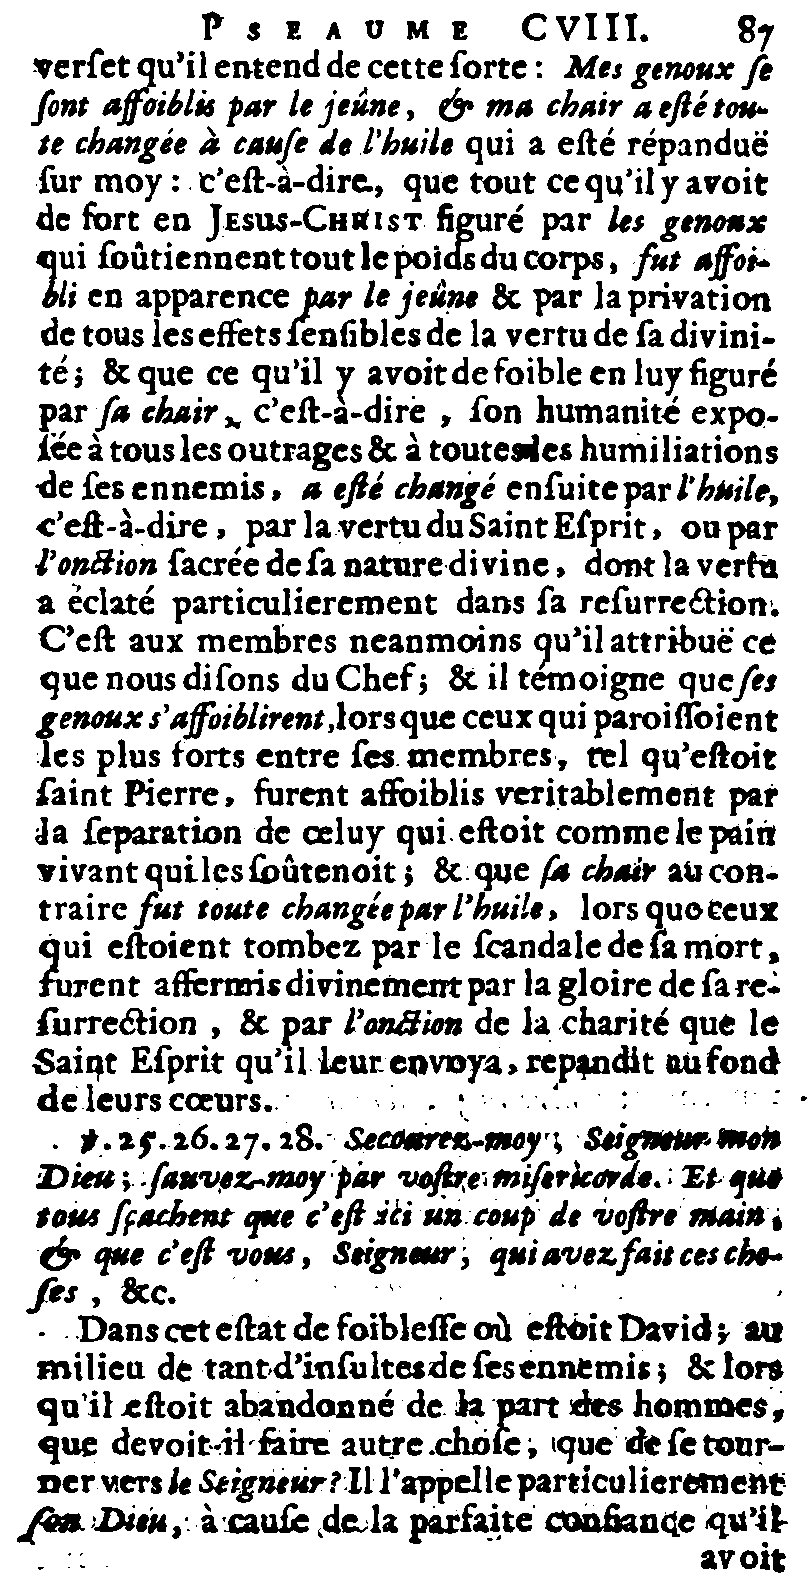 PSEAUME CVIII. 87
verſet qu'il entend de cette ſorte : Mes genoux ſe
ſont affoiblis par le jeûne, & ma chair a eſté tou-
te changée à cauſe de l'huile qui a eſté répanduë
ſur moy : c'eſt-à-dire, que tout ce qu'il y avoit
de fort en JESUS-CHRIST figuré par les genoux
qui ſoûtiennent tout le poids du corps, fut affoi-
bli en apparence par le jeûne & par la privation
de tous les effets ſenſibles de la vertu de ſa divini-
té; & que ce qu'il y avoit de foible en luy figuré
par ſa chair, c'eſt-à-dire, ſon humanité expo-
ſée à tous les outrages & à toutes les humiliations
de ſes ennemis, a eſté changé enſuite par l'huile,
c'eſt-à-dire, par la vertu du Saint Eſprit, ou par
l'onction ſacrée de ſa nature divine, dont la vertu
a éclaté particulierement dans ſa reſurrection.
C'eſt aux membres neanmoins qu'il attribuë ce
que nous diſons du Chef; & il témoigne que ſes
genoux s'affoiblirent, lors que ceux qui paroiſſoient
les plus forts entre ſes membres, tel qu'eſtoit
ſaint Pierre, furent affoiblis veritablement par
la ſeparation de celuy qui eſtoit comme le pain
vivant qui les ſoûtenoit; & que ſa chair au con-
traire fut toute changée par l'huile, lors que ceux
qui eſtoient tombez par le ſcandale de ſa mort,
furent affermis divinement par la gloire de ſa re-
ſurrection, & par l'onction de la charité que le
Saint Eſprit qu'il leur envoya, repandit au fond
de leurs cœurs.
℣. 25. 26. 27. 28. Secourez-moy, Seigneur mon
Dieu; ſauvez-moy par voſtre miſericorde. Et que
tous ſçachent que c'eſt ici un coup de voſtre main,
& que c'eſt vous, Seigneur, qui avez fait ces cho-
ſes, &c.
Dans cet eſtat de foibleſſe où eſtoit David; au
milieu de tant d'inſultes de ſes ennemis; & lors
qu'il eſtoit abandonné de la part des hommes,
que devoit-il faire autre choſe, que de ſe tour-
ner vers le Seigneur? Il l'appelle particulierement
ſon Dieu, à cauſe de la parfaite confiance qu'il
avoit